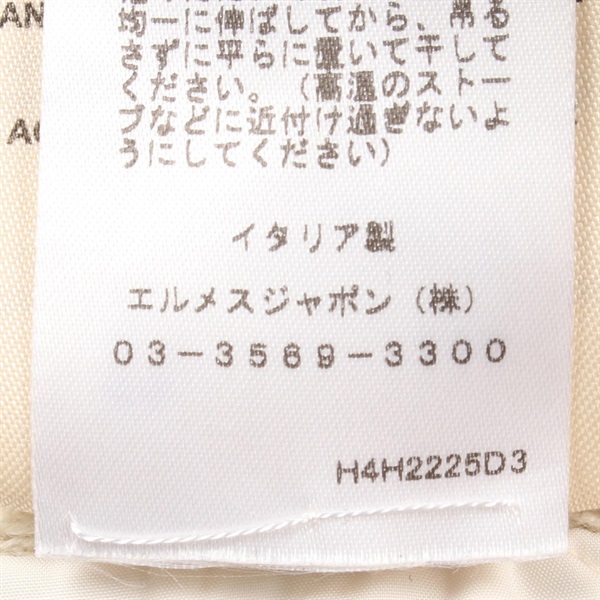 均一に伸ばしてから、吊る
さずに平らに置いて干して
ください。（高温のストー
ブなどに近付け過ぎないよ
うにしてください）
イタリア製
エルメスジャポン（株）
03-3569-3300
H4H2225D3